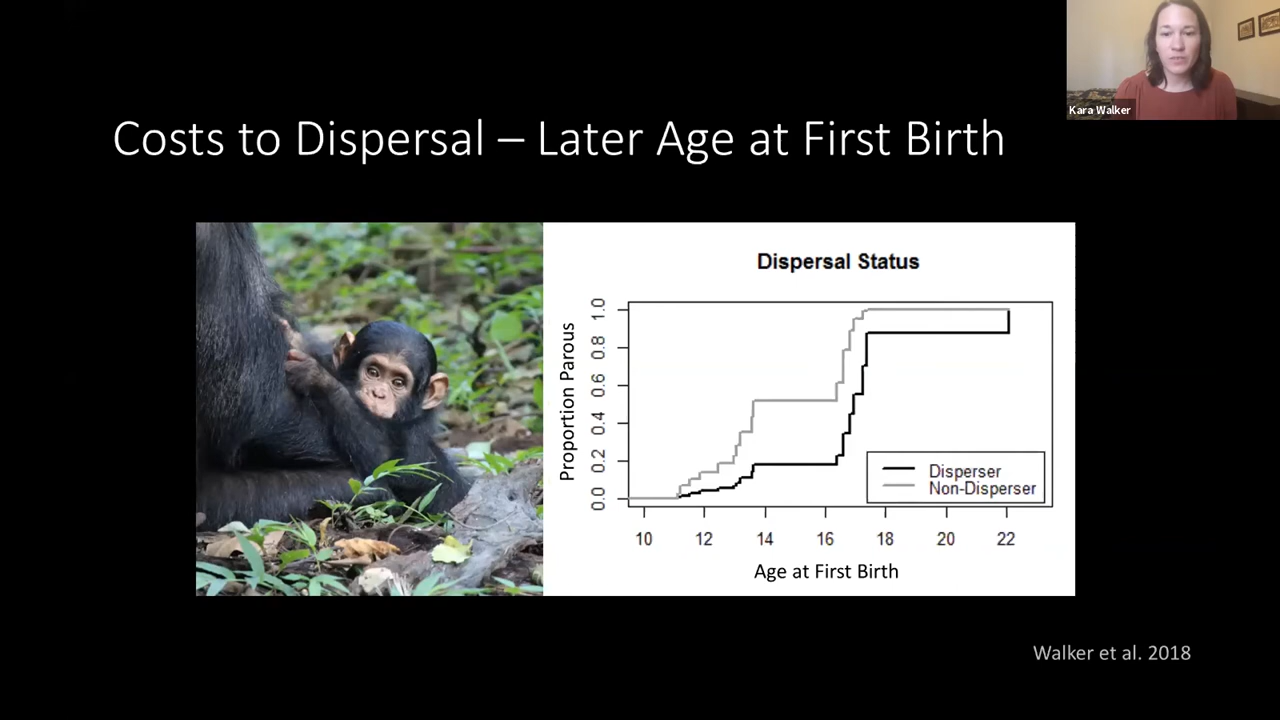 Kara Walker
Costs to Dispersal – Later Age at First Birth
Dispersal Status
Proportion Parous
1.0
0.8
0.6
0.4
0.2
0.0
Disperser
Non-Disperser
10 12 14 16 18 20 22
Age at First Birth
Walker et al. 2018